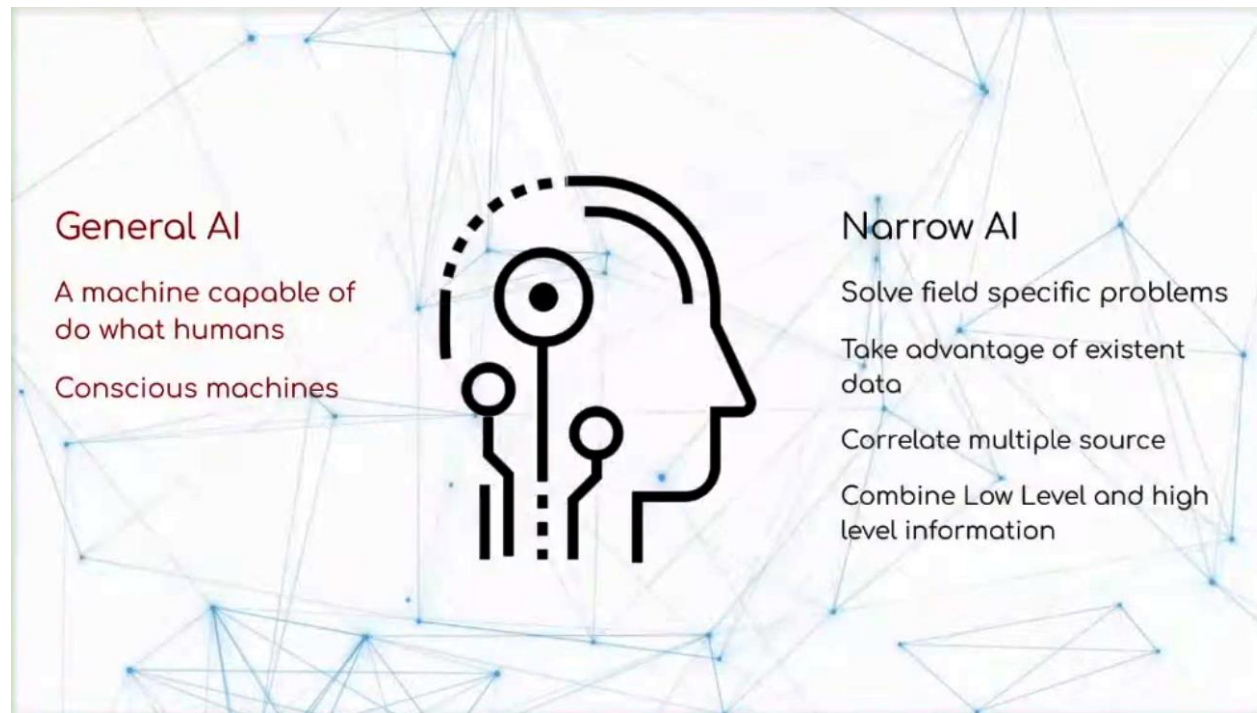 General AI
A machine capable of
do what humans
Conscious machines
Narrow AI
Solve field specific problems
Take advantage of existent
data
Correlate multiple source
Combine Low Level and high
level information